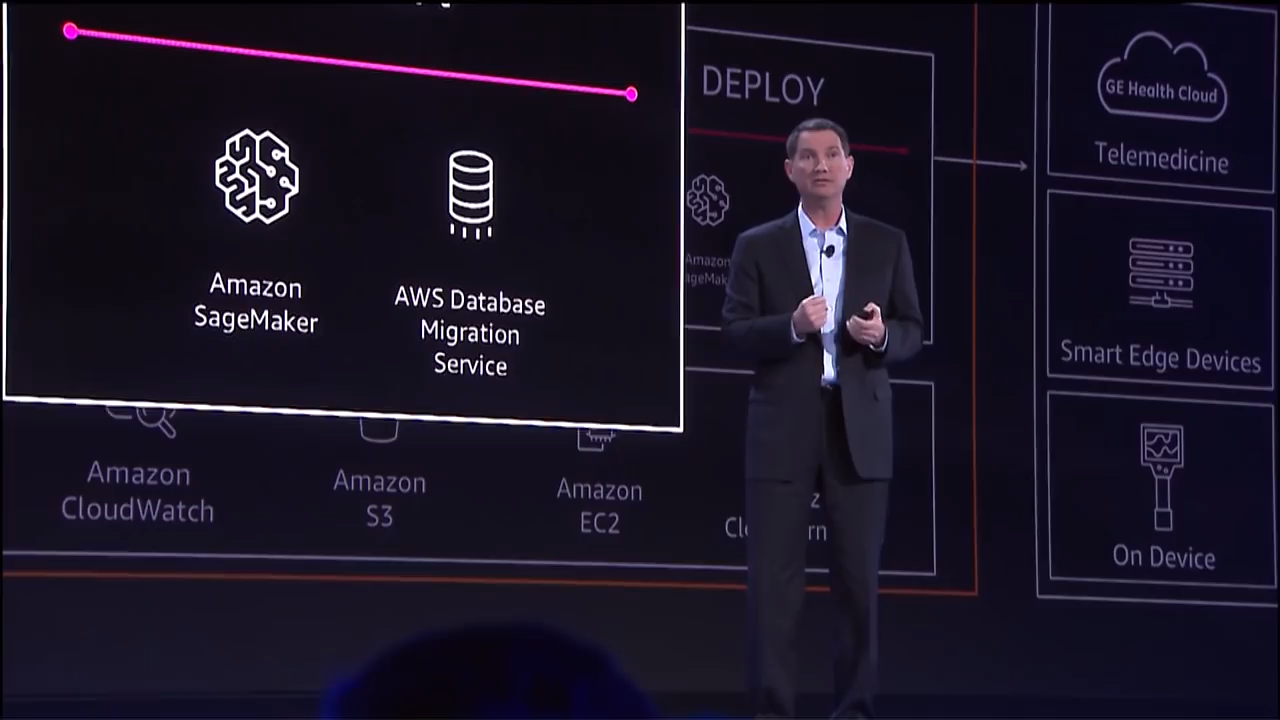 DEPLOY
GE Health Cloud
Telemedicine
Amazon
SageMaker
AWS Database
Migration
Service
Amazon
Smart Edge Devices
Amazon
CloudWatch
Amazon
S3
Amazon
EC2
On Device